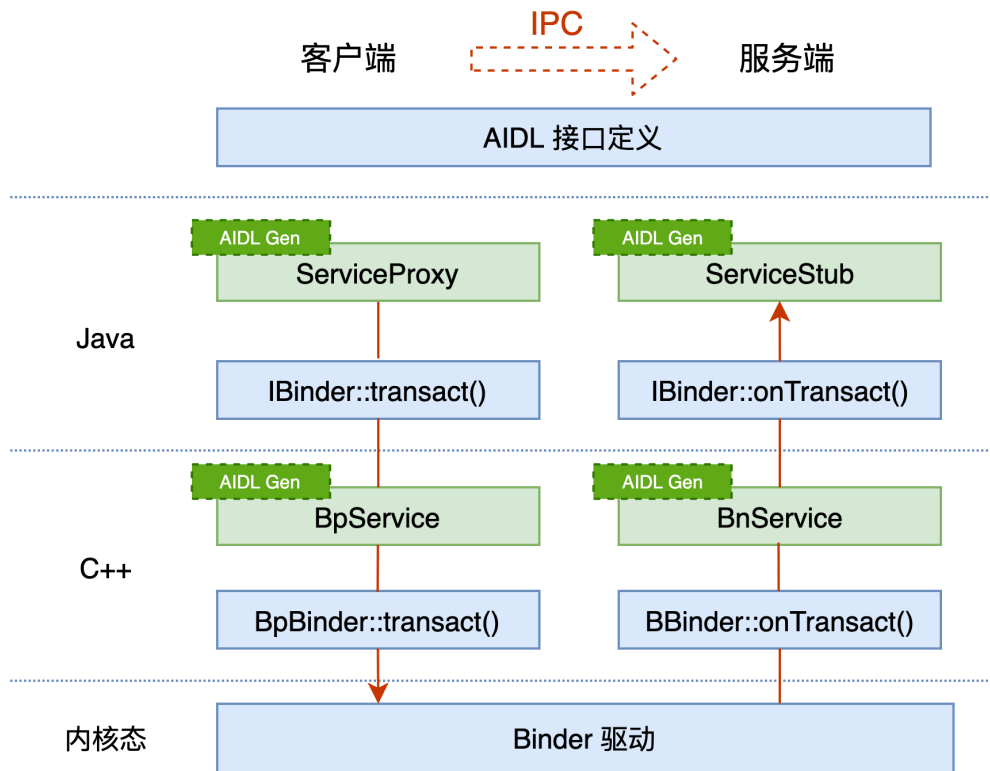 IPC
客户端
服务端
AIDL 接口定义
AIDL Gen
AIDL Gen
ServiceProxy
ServiceStub
Java
IBinder::transact()
IBinder::onTransact()
AIDL Gen
AIDL Gen
BpService
BnService
C++
BpBinder::transact()
BBinder::onTransact()
内核态
Binder 驱动